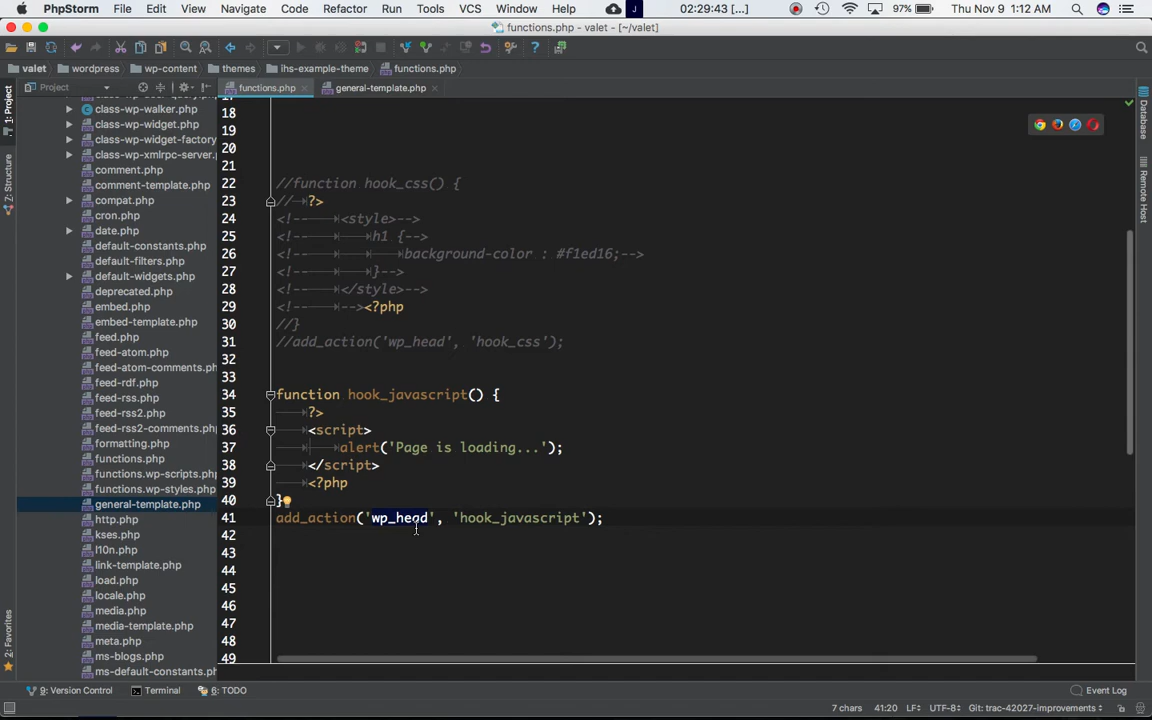 PhpStorm File Edit View Navigate Code Refactor Run Tools VCS Window Help J 02:29:43 [...] 97% Thu Nov 9 1:12 AM
functions.php - valet - [~/valet]
valet wordpress wp-content themes ihs-example-theme functions.php
Project functions.php general-template.php
1: Project
7: Structure
2: Favorites
Database
Remote Host
class-wp-walker.php
class-wp-widget.php
class-wp-widget-factory
class-wp-xmlrpc-server.
comment.php
comment-template.php
compat.php
cron.php
date.php
default-constants.php
default-filters.php
default-widgets.php
deprecated.php
embed.php
embed-template.php
feed.php
feed-atom.php
feed-atom-comments.ph
feed-rdf.php
feed-rss.php
feed-rss2.php
feed-rss2-comments.ph
formatting.php
functions.php
functions.wp-scripts.ph
functions.wp-styles.php
general-template.php
http.php
kses.php
l10n.php
link-template.php
load.php
locale.php
media.php
media-template.php
meta.php
ms-blogs.php
ms-default-constants.ph
18
19
20
21
22 //function hook_css() {
23 // ?>
24 <!-- <style>-->
25 <!-- h1 {-->
26 <!-- background-color : #f1ed16;-->
27 <!-- }-->
28 <!-- </style>-->
29 <!-- --><?php
30 //}
31 //add_action('wp_head', 'hook_css');
32
33
34 function hook_javascript() {
35 ?>
36 <script>
37 alert('Page is loading...');
38 </script>
39 <?php
40 }
41 add_action('wp_head', 'hook_javascript');
42
43
44
45
46
47
48
49
9: Version Control Terminal 6: TODO Event Log
7 chars 41:20 LF÷ UTF-8÷ Git: trac-42027-improvements÷